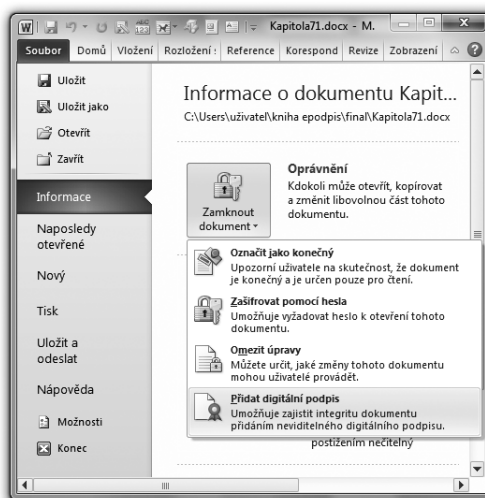 Kapitola71.docx - M.
Soubor Domů Vložení Rozložení : Reference Korespond Revize Zobrazení
Uložit
Uložit jako
Otevřít
Zavřít
Informace
Naposledy
otevřené
Nový
Tisk
Uložit a
odeslat
Nápověda
Možnosti
Konec
Informace o dokumentu Kapit...
C:\Users\uživatel\kniha epodpis\final\Kapitola71.docx
Zamknout
dokument
Oprávnění
Kdokoli může otevřít, kopírovat
a změnit libovolnou část tohoto
dokumentu.
Označit jako konečný
Upozorní uživatele na skutečnost, že dokument
je konečný a je určen pouze pro čtení.
Zašifrovat pomocí hesla
Umožňuje vyžadovat heslo k otevření tohoto
dokumentu.
Omezit úpravy
Můžete určit, jaké změny tohoto dokumentu
mohou uživatelé provádět.
Přidat digitální podpis
Umožňuje zajistit integritu dokumentu
přidáním neviditelného digitálního podpisu.
postižením nečitelný